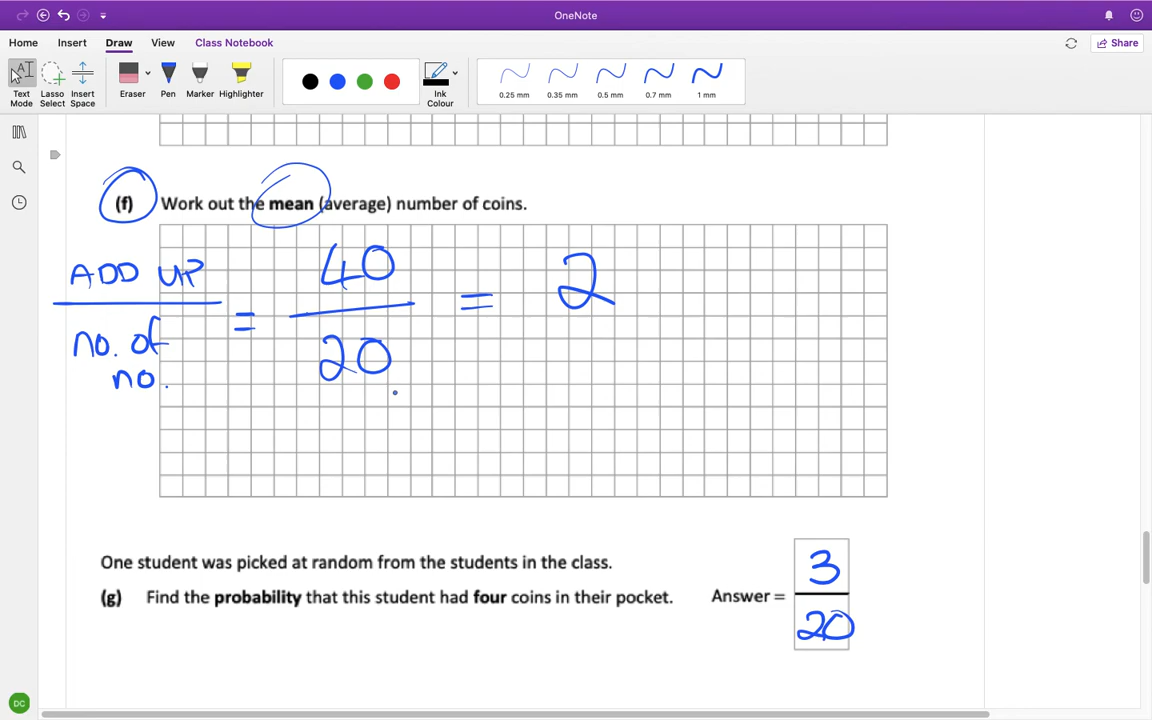 OneNote
Home Insert Draw View Class Notebook Share
Text Mode
Lasso Select
Insert Space
Eraser
Pen
Marker
Highlighter
Ink Colour
0.25 mm 0.35 mm 0.5 mm 0.7 mm 1 mm
(f) Work out the mean (average) number of coins.
ADD UP
no. of
no.
=
40
20
= 2
One student was picked at random from the students in the class.
(g) Find the probability that this student had four coins in their pocket. Answer =
3
20
DC